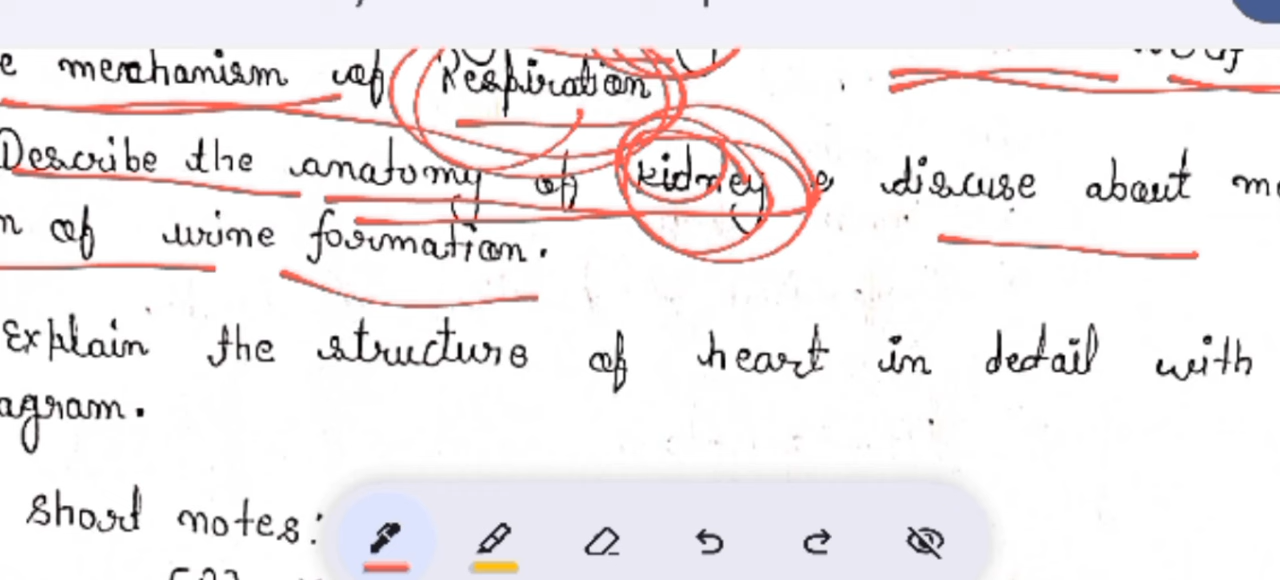 e merchanism of Respiration
Describe the anatomy of kidney & discuse about m
n of urine formation.
Explain the structure of heart in detail with
agram.
short notes: